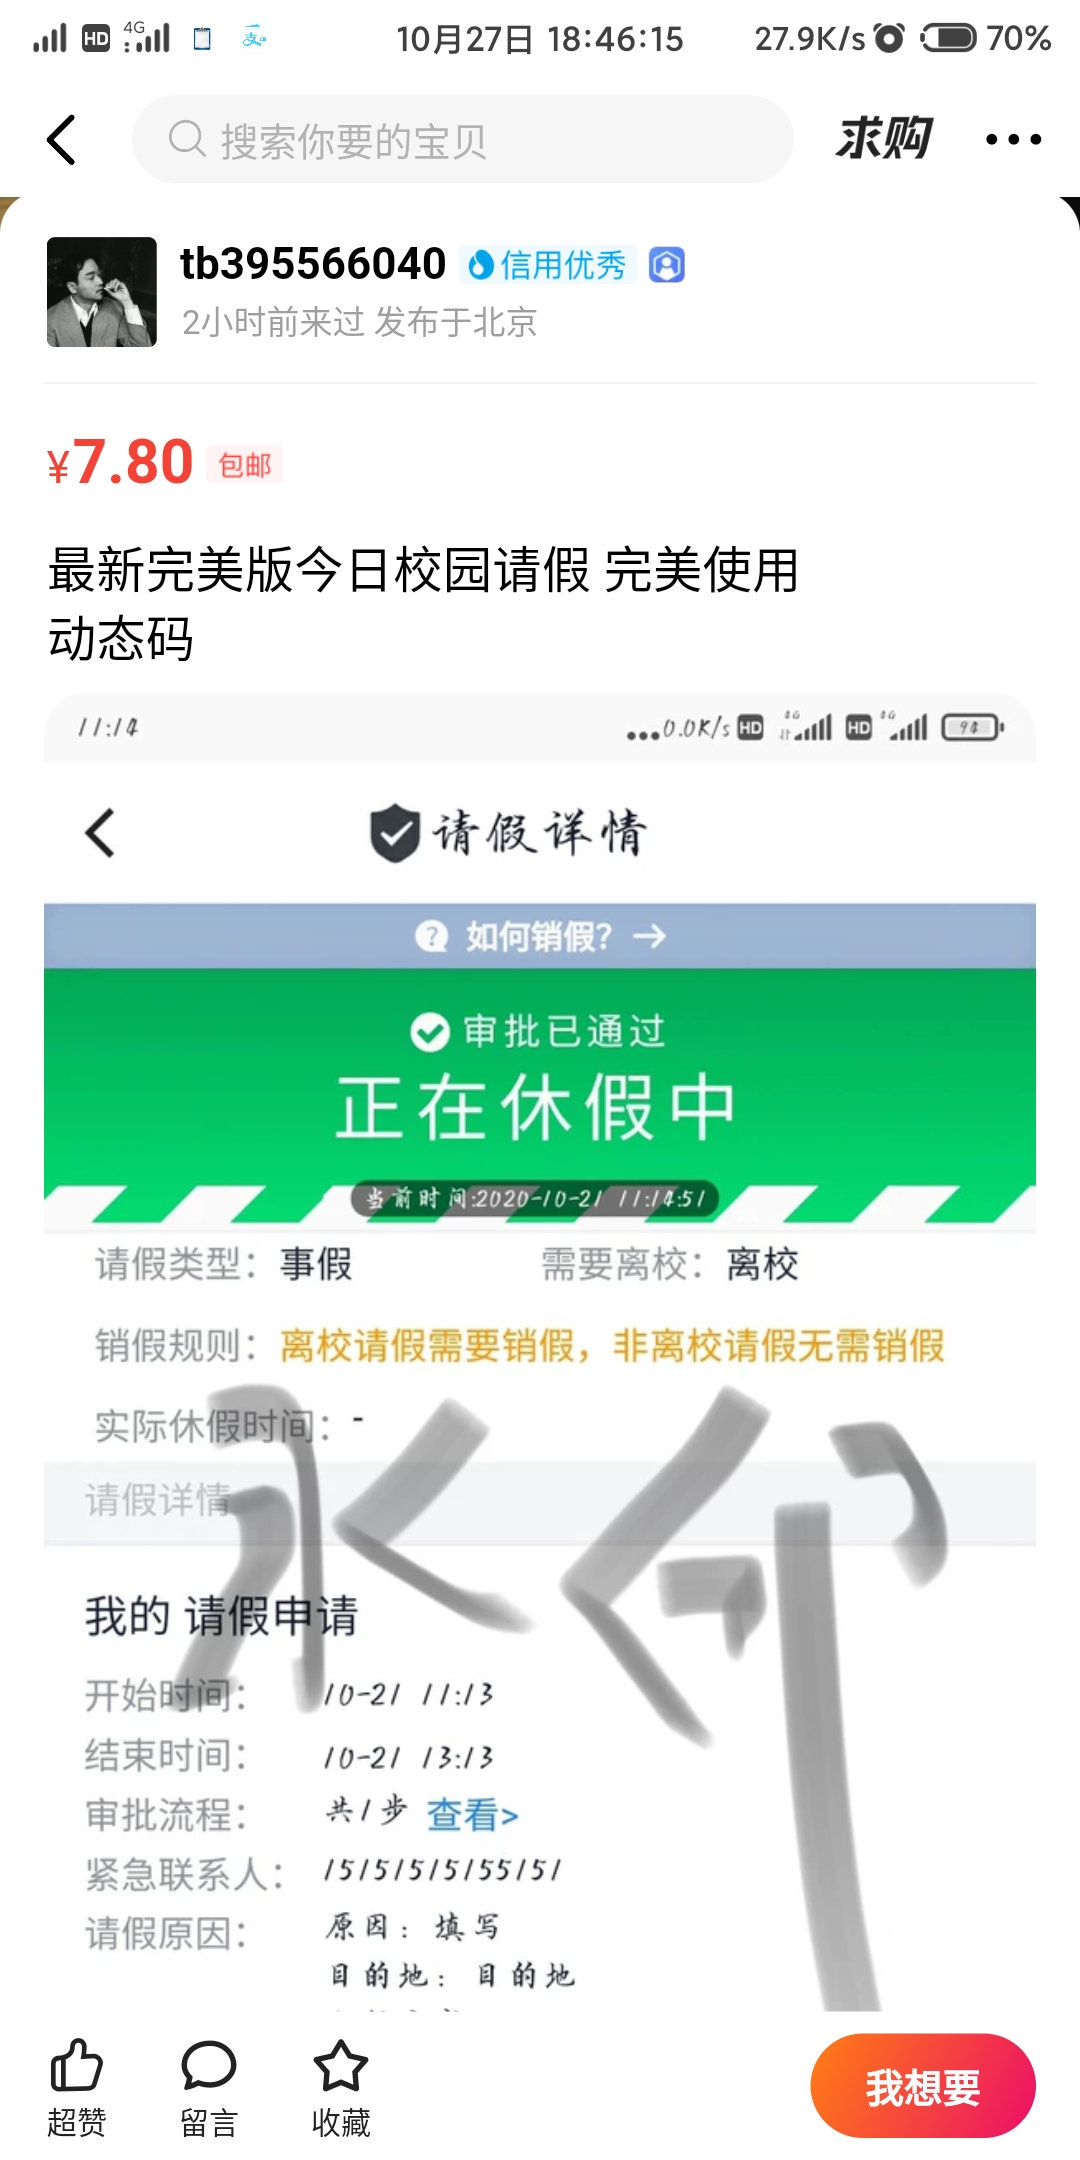 HD 4G 10月27日 18:46:15 27.9K/s 70%
搜索你要的宝贝 求购
tb395566040 信用优秀
2小时前来过 发布于北京
¥7.80 包邮
最新完美版今日校园请假 完美使用
动态码
11:14 ...0.0K/s HD 4G HD 4G 94
请假详情
如何销假? →
审批已通过
正在休假中
当前时间:2020-10-21 11:14:51
请假类型: 事假 需要离校: 离校
销假规则: 离校请假需要销假，非离校请假无需销假
实际休假时间: -
请假详情
水印
我的 请假申请
开始时间: 10-21 11:13
结束时间: 10-21 13:13
审批流程: 共1步 查看>
紧急联系人: 15151515151
请假原因: 原因: 填写
目的地: 目的地
超赞 留言 收藏 我想要